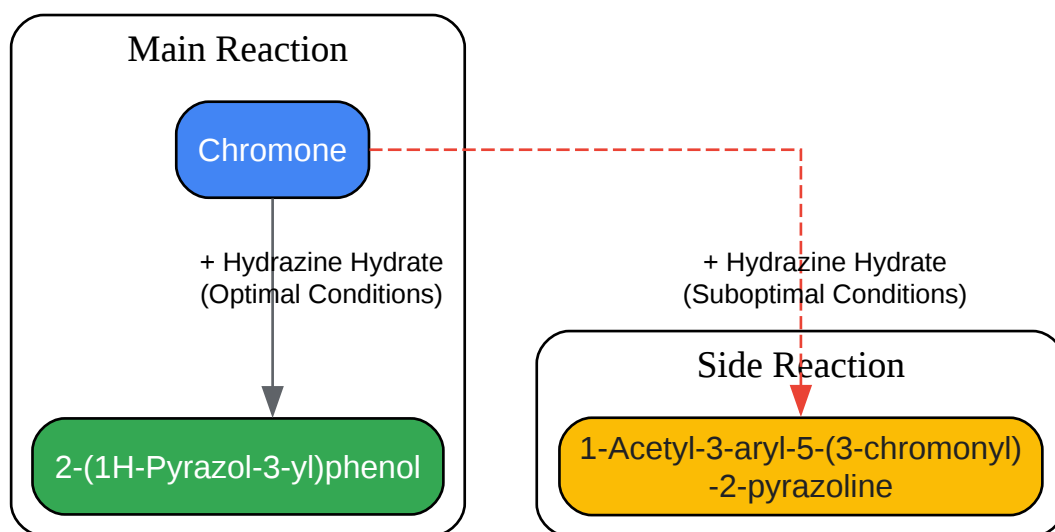 Main Reaction
Chromone
+ Hydrazine Hydrate
(Optimal Conditions)
2-(1H-Pyrazol-3-yl)phenol
+ Hydrazine Hydrate
(Suboptimal Conditions)
Side Reaction
1-Acetyl-3-aryl-5-(3-chromonyl)
-2-pyrazoline